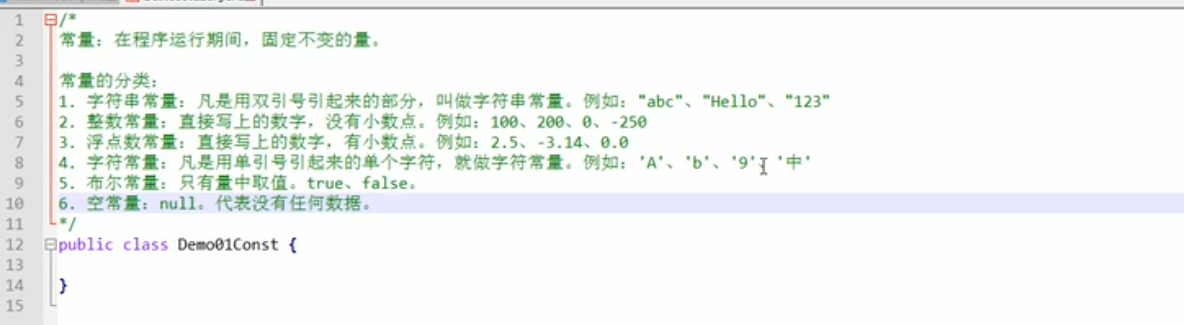 1 /*
2 常量：在程序运行期间，固定不变的量。
3
4 常量的分类：
5 1. 字符串常量：凡是用双引号引起来的部分，叫做字符串常量。例如："abc"、"Hello"、"123"
6 2. 整数常量：直接写上的数字，没有小数点。例如：100、200、0、-250
7 3. 浮点数常量：直接写上的数字，有小数点。例如：2.5、-3.14、0.0
8 4. 字符常量：凡是用单引号引起来的单个字符，就做字符常量。例如：'A'、'b'、'9'、'中'
9 5. 布尔常量：只有量中取值。true、false。
10 6. 空常量：null。代表没有任何数据。
11 */
12 public class Demo01Const {
13
14 }
15